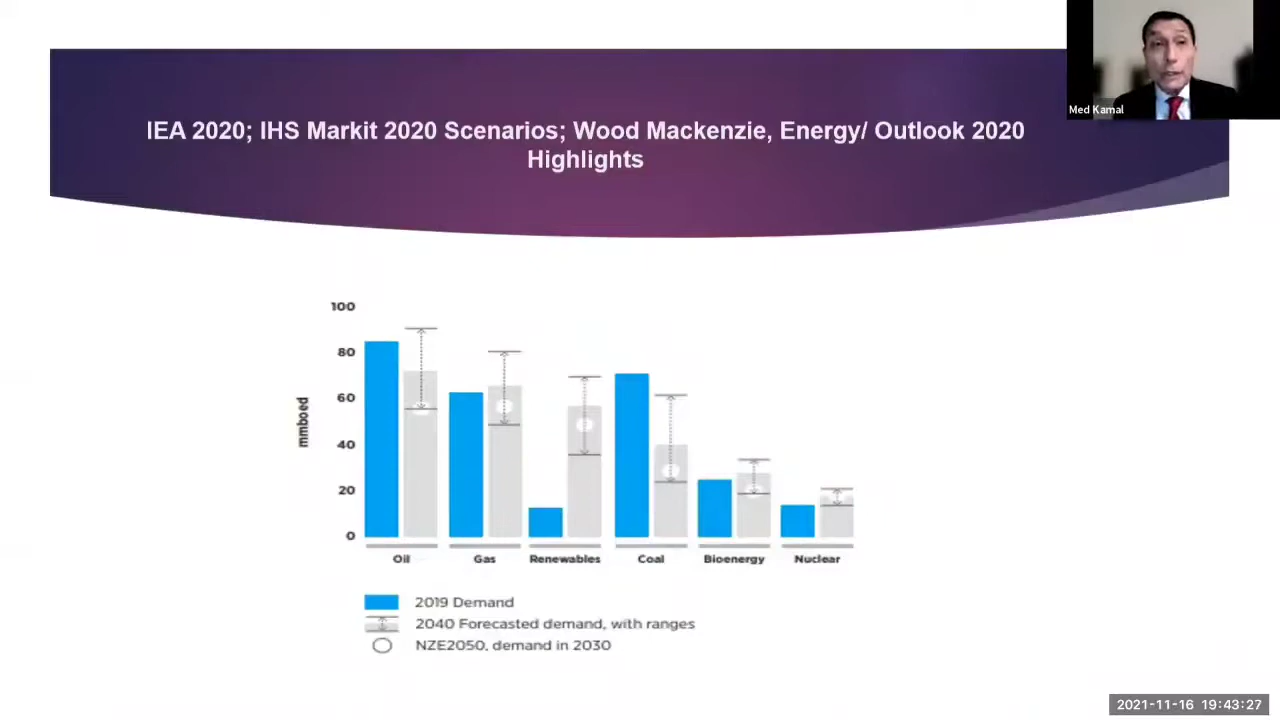 Med Kamal
IEA 2020; IHS Markit 2020 Scenarios; Wood Mackenzie, Energy/ Outlook 2020
Highlights
100
80
60
40
20
0
mmboed
Oil Gas Renewables Coal Bioenergy Nuclear
2019 Demand
2040 Forecasted demand, with ranges
NZE2050, demand in 2030
2021-11-16 19:43:27